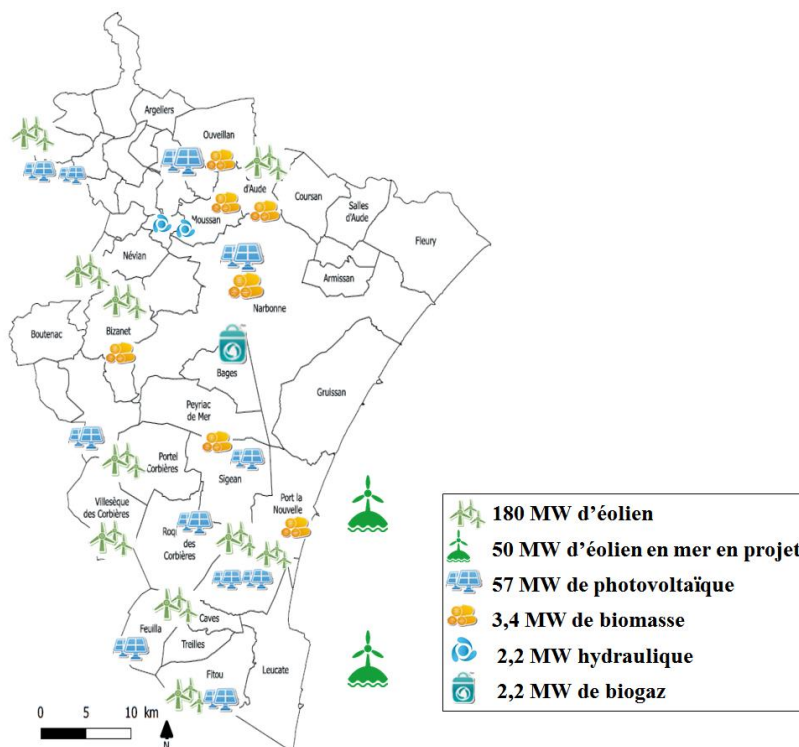 Argeliers
Ouveillan
d'Aude
Coursan
Salles
d'Aude
Fleury
Moussan
Névian
Armissan
Narbonne
Boutenac
Bizanet
Bages
Gruissan
Peyriac
de Mer
Portel
Corbières
Sigean
Villesèque
des Corbières
Port la
Nouvelle
Roq
des
Corbières
Feuilla
Caves
Treilles
Fitou
Leucate
0 5 10 km
N
180 MW d'éolien
50 MW d'éolien en mer en projet
57 MW de photovoltaïque
3,4 MW de biomasse
2,2 MW hydraulique
2,2 MW de biogaz